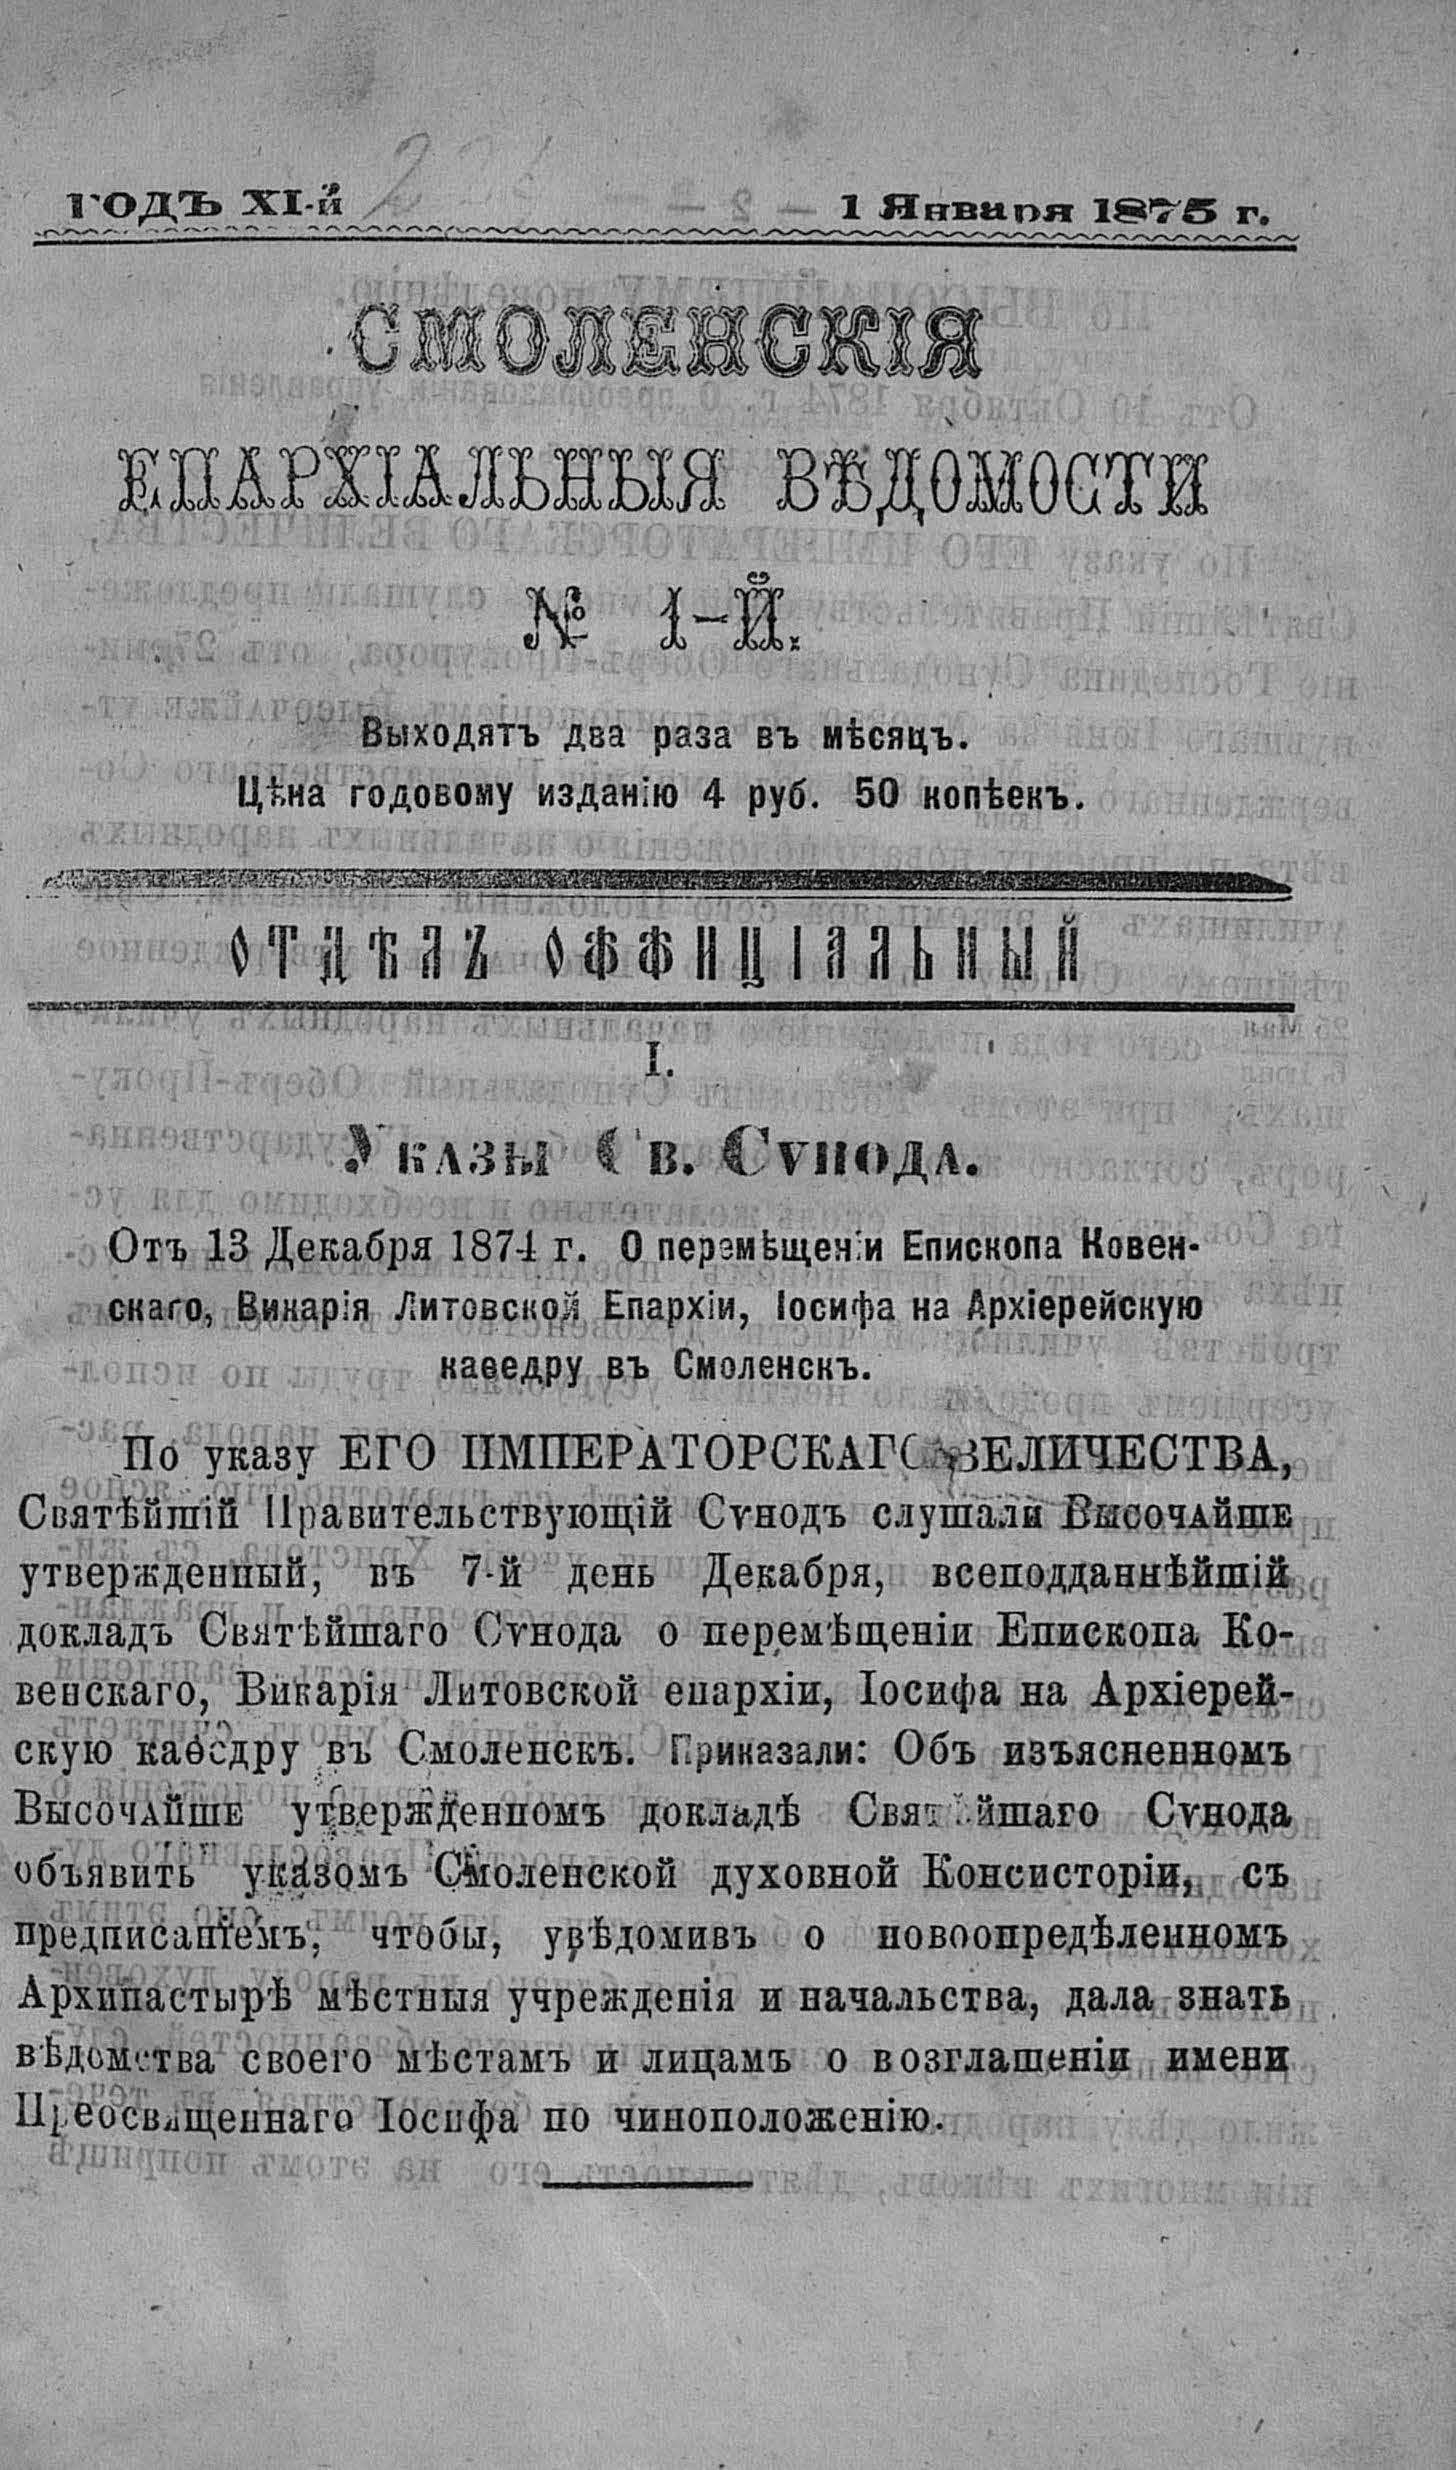 ГОДЪ XI-й
1 Января 1875 г.
СМОЛЕНСКІЯ
ЕПАРХІАЛЬНЫЯ ВѢДОМОСТИ
№ 1-Й.
Выходятъ два раза въ мѣсяцъ.
Цѣна годовому изданію 4 руб. 50 копѣекъ.
ОТДѢЛЪ ОФФИЦІАЛЬНЫЙ
I.
Указы Св. Сѵнода.
Отъ 13 Декабря 1874 г. О перемѣщеніи Епископа Ковен-
скаго, Викарія Литовской Епархіи, Іосифа на Архіерейскую
каѳедру въ Смоленскъ.
По указу ЕГО ИМПЕРАТОРСКАГО ВЕЛИЧЕСТВА,
Святѣйшій Правительствующій Сѵнодъ слушали Высочайше
утвержденный, въ 7-й день Декабря, всеподданнѣйшій
докладъ Святѣйшаго Сѵнода о перемѣщеніи Епископа Ко-
венскаго, Викарія Литовской епархіи, Іосифа на Архіерей-
скую каѳедру въ Смоленскъ. Приказали: Объ изъясненномъ
Высочайше утвержденномъ докладѣ Святѣйшаго Сѵнода
объявить указомъ Смоленской духовной Консисторіи, съ
предписаніемъ, чтобы, увѣдомивъ о новоопредѣленномъ
Архипастырѣ мѣстныя учрежденія и начальства, дала знать
вѣдомства своего мѣстамъ и лицамъ о возглашеніи имени
Преосвященнаго Іосифа по чиноположенію.